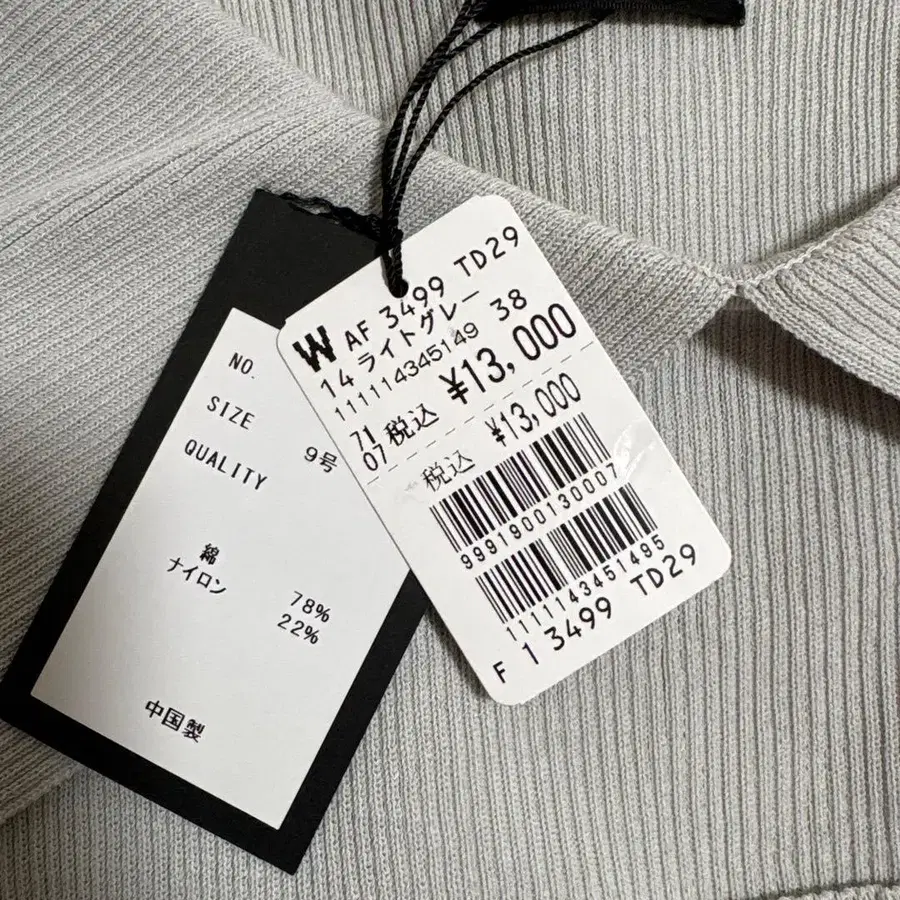 NO.
SIZE
9号
QUALITY
綿 78%
ナイロン 22%
中国製
W AF 3499 TD29
14 ライトグレー
111114345149 38
71
07 税込 ¥13,000
税込 ¥13,000
9991900130007
1111143451495
F 1 3499 TD29